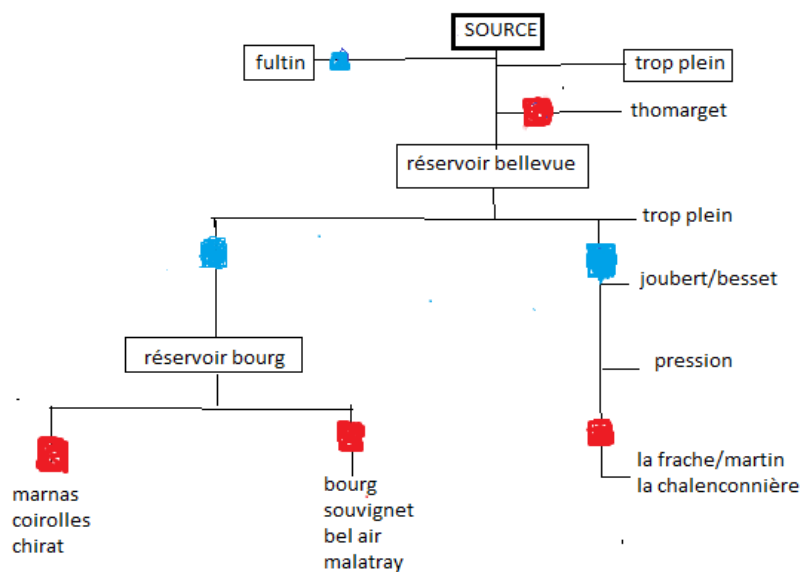 SOURCE
fultin
trop plein
thomarget
réservoir bellevue
trop plein
joubert/besset
réservoir bourg
pression
la frache/martin
la chalenconnière
marnas
coirolles
chirat
bourg
souvignet
bel air
malatray